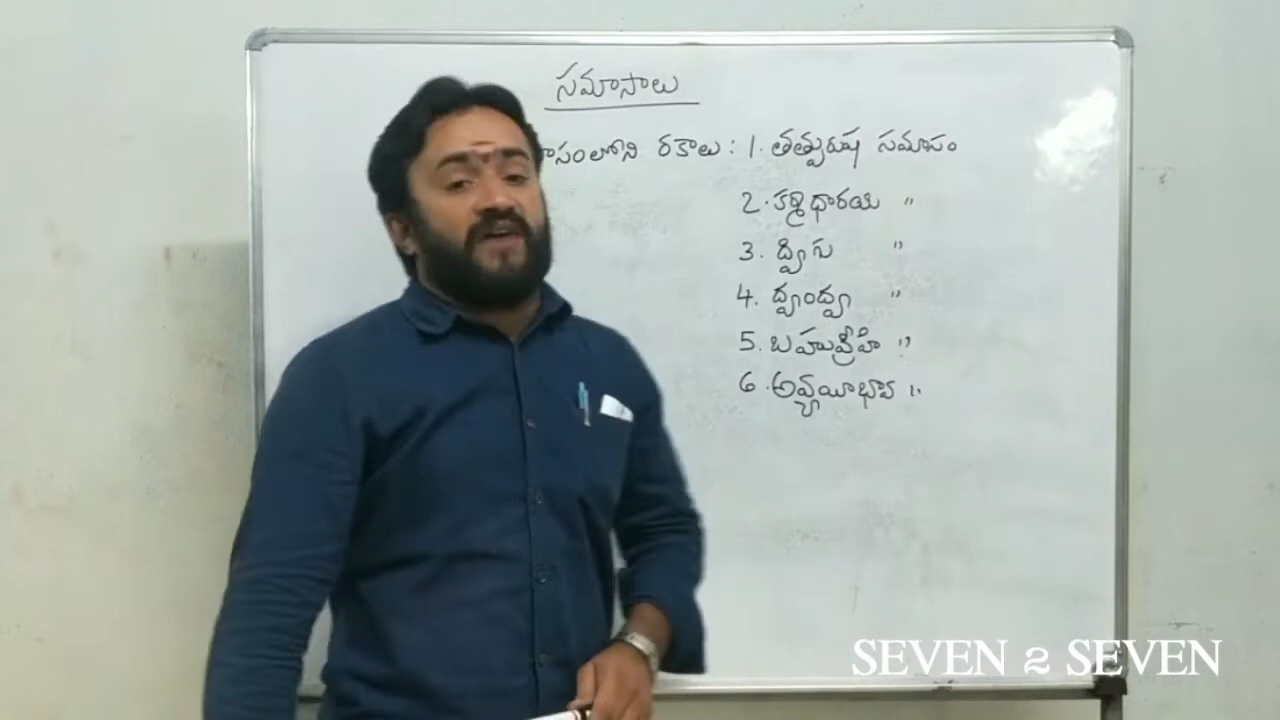 సమాసాలు
రకాలు : 1. తత్పురుష సమాసం
2. కర్మధారయ "
3. ద్విగు "
4. ద్వంద్వ "
5. బహువ్రీహి "
6. అవ్యయీభావ "
SEVEN 2 SEVEN